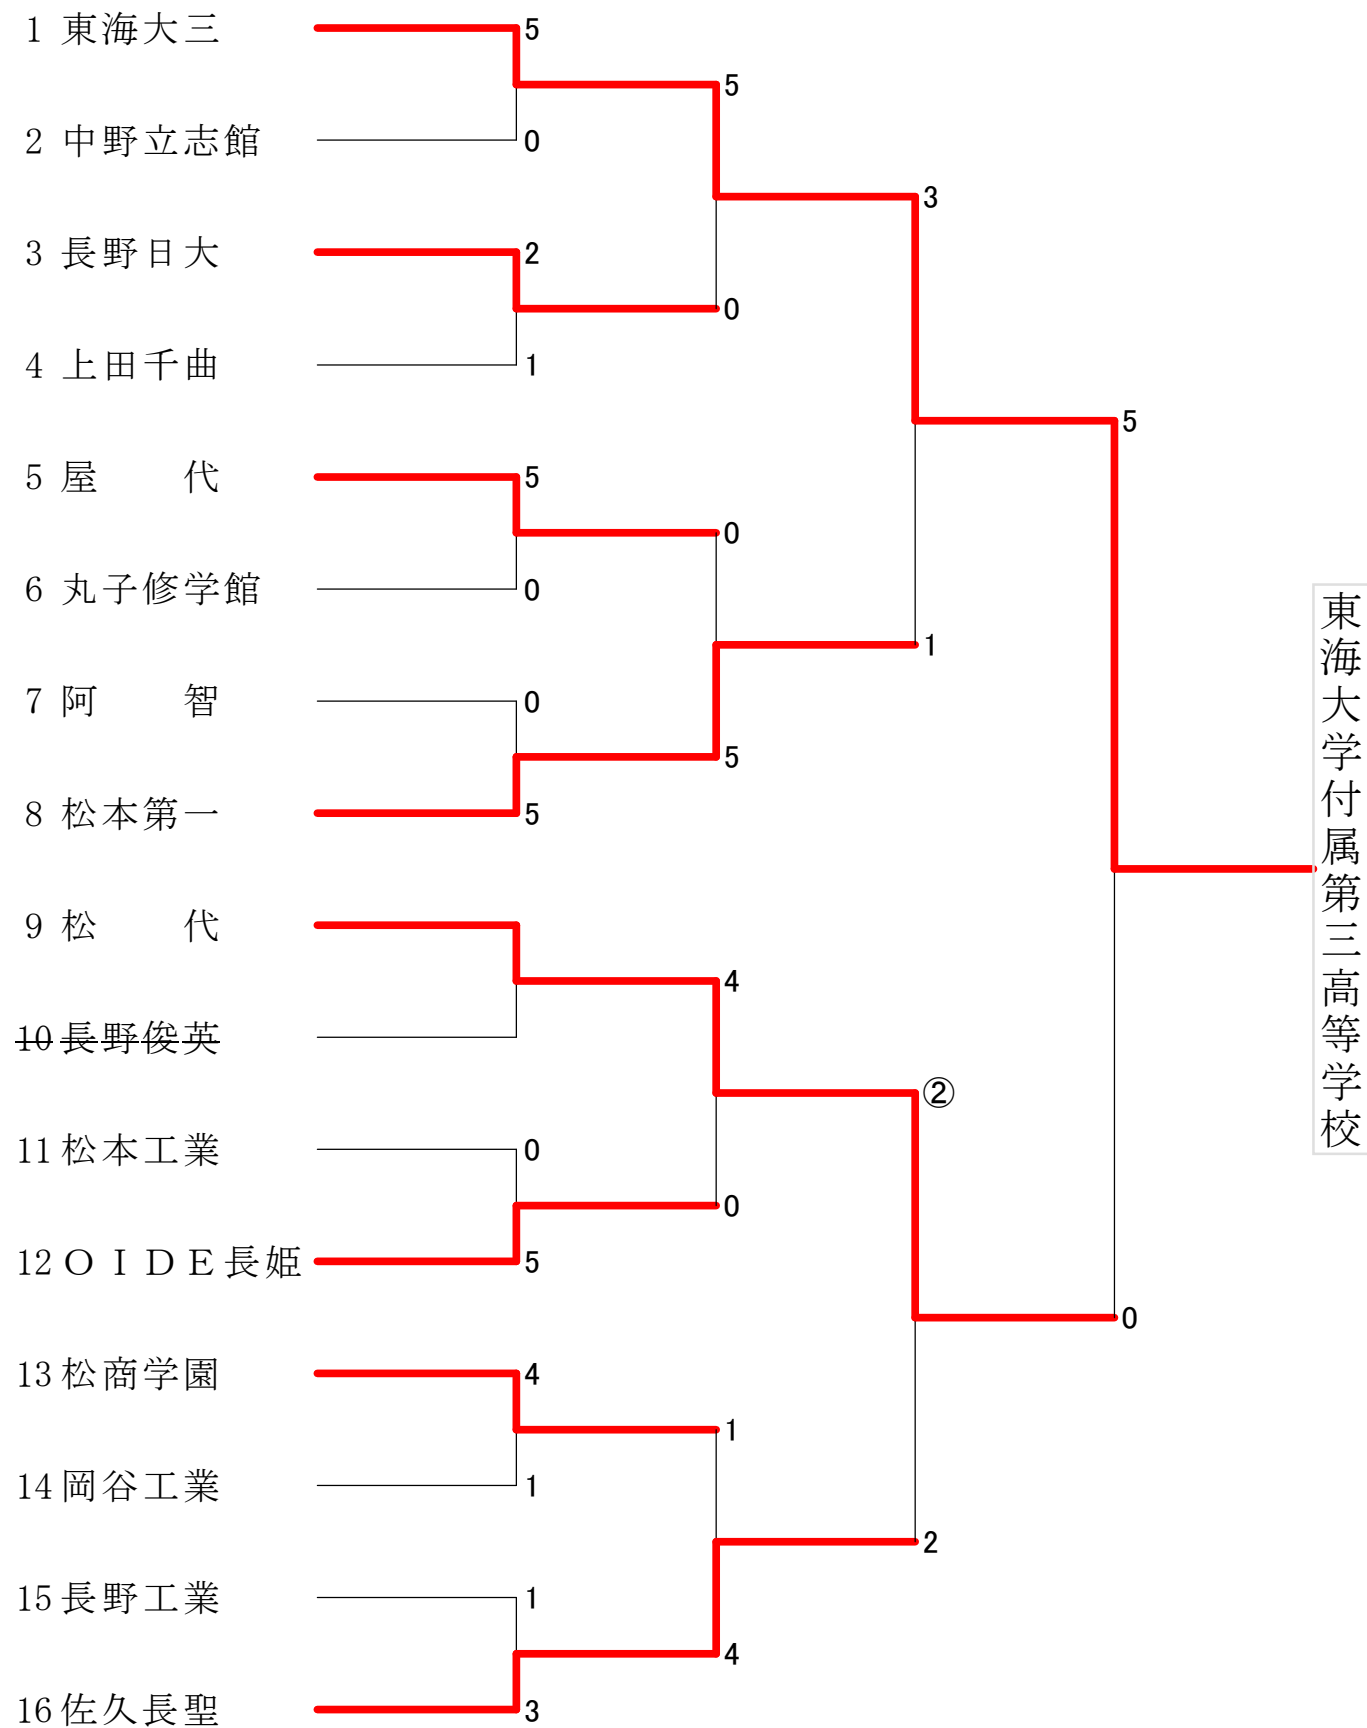 1 東海大三
5
5
2 中野立志館
0
3
3 長野日大
2
0
4 上田千曲
1
5
5 屋　　代
5
0
6 丸子修学館
0
1
7 阿　　智
0
5
8 松本第一
5
9 松　　代
4
10 長野俊英
②
11 松本工業
0
0
12 ＯＩＤＥ長姫
5
0
13 松商学園
4
1
14 岡谷工業
1
2
15 長野工業
1
4
16 佐久長聖
3
東海大学付属第三高等学校